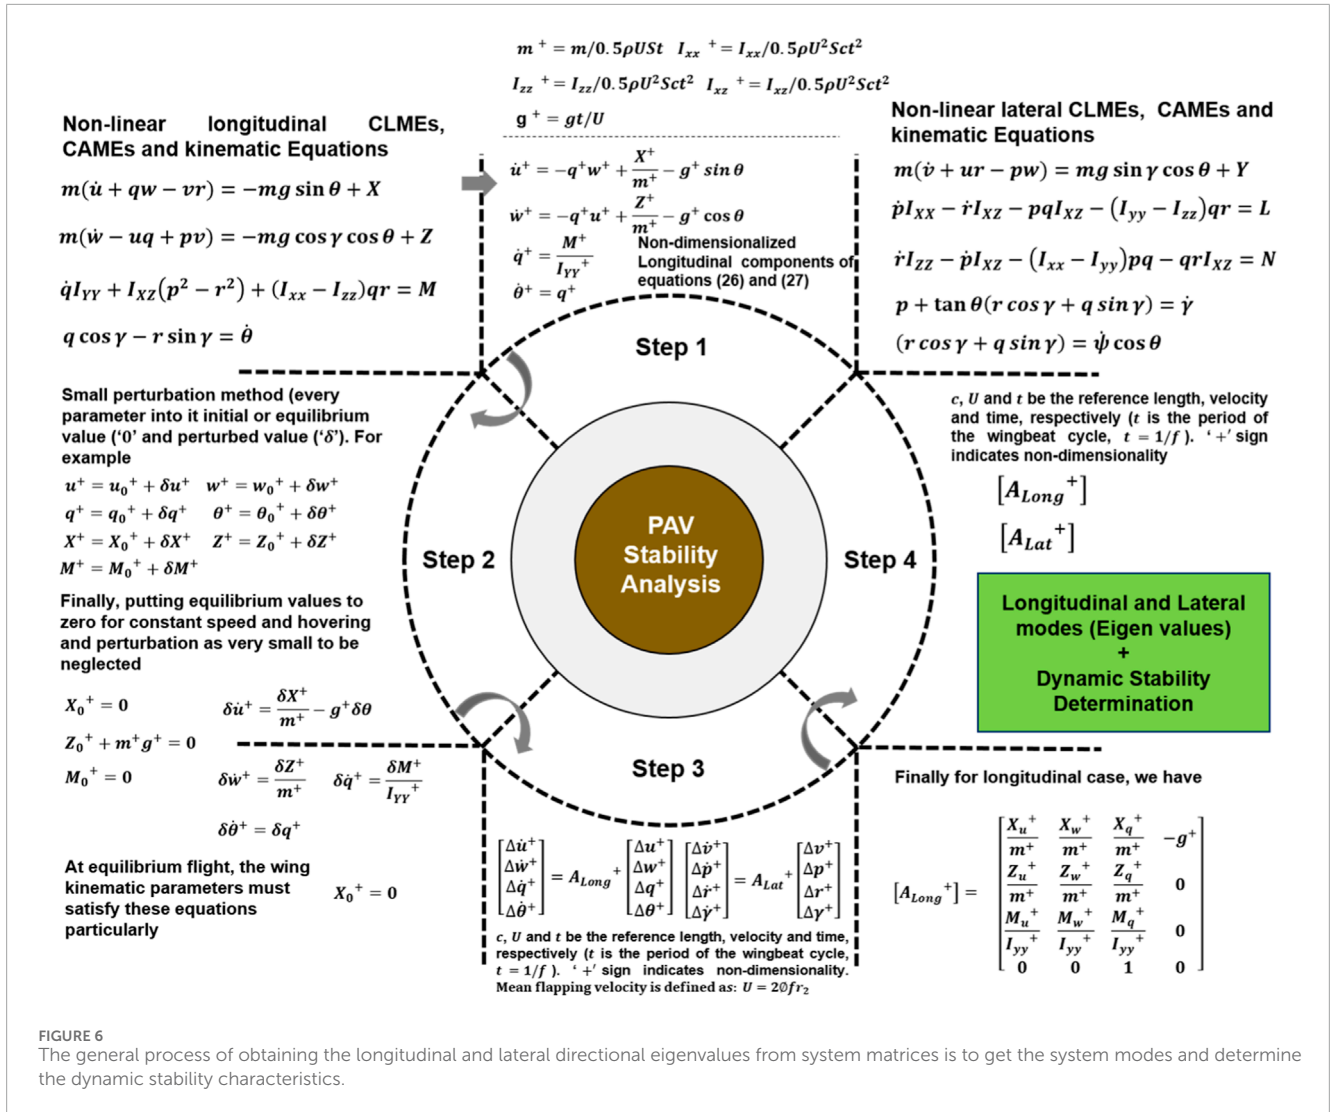 m⁺ = m/0.5ρUSt I_xx⁺ = I_xx/0.5ρU²Sct²
I_zz⁺ = I_zz/0.5ρU²Sct² I_xz⁺ = I_xz/0.5ρU²Sct²
g⁺ = gt/U
Non-linear longitudinal CLMEs,
CAMEs and kinematic Equations
m(u̇ + qw − vr) = −mg sin θ + X
m(ẇ − uq + pv) = −mg cos γ cos θ + Z
q̇I_YY + I_XZ(p² − r²) + (I_xx − I_zz)qr = M
q cos γ − r sin γ = θ̇
u̇⁺ = −q⁺w⁺ + X⁺/m⁺ − g⁺ sin θ
ẇ⁺ = −q⁺u⁺ + Z⁺/m⁺ − g⁺ cos θ
q̇⁺ = M⁺/I_YY⁺
θ̇⁺ = q⁺
Non-dimensionalized
Longitudinal components of
equations (26) and (27)
Non-linear lateral CLMEs, CAMEs and
kinematic Equations
m(v̇ + ur − pw) = mg sin γ cos θ + Y
ṗI_XX − ṙI_XZ − pqI_XZ − (I_yy − I_zz)qr = L
ṙI_ZZ − ṗI_XZ − (I_xx − I_yy)pq − qrI_XZ = N
p + tan θ(r cos γ + q sin γ) = γ̇
(r cos γ + q sin γ) = ψ̇ cos θ
Step 1
Small perturbation method (every
parameter into it initial or equilibrium
value ('0' and perturbed value ('δ'). For
example
u⁺ = u₀⁺ + δu⁺ w⁺ = w₀⁺ + δw⁺
q⁺ = q₀⁺ + δq⁺ θ⁺ = θ₀⁺ + δθ⁺
X⁺ = X₀⁺ + δX⁺ Z⁺ = Z₀⁺ + δZ⁺
M⁺ = M₀⁺ + δM⁺
Finally, putting equilibrium values to
zero for constant speed and hovering
and perturbation as very small to be
neglected
X₀⁺ = 0
Z₀⁺ + m⁺g⁺ = 0
M₀⁺ = 0
δu̇⁺ = δX⁺/m⁺ − g⁺δθ
δẇ⁺ = δZ⁺/m⁺ δq̇⁺ = δM⁺/I_YY⁺
δθ̇⁺ = δq⁺
At equilibrium flight, the wing
kinematic parameters must
satisfy these equations
particularly
X₀⁺ = 0
Step 2
PAV
Stability
Analysis
Step 4
Step 3
c, U and t be the reference length, velocity
and time, respectively (t is the period of
the wingbeat cycle, t = 1/f ). '+' sign
indicates non-dimensionality
[A_Long⁺]
[A_Lat⁺]
Longitudinal and Lateral
modes (Eigen values)
+
Dynamic Stability
Determination
[Δu̇⁺ Δẇ⁺ Δq̇⁺ Δθ̇⁺] = A_Long⁺ [Δu⁺ Δw⁺ Δq⁺ Δθ⁺] [Δv̇⁺ Δṗ⁺ Δṙ⁺ Δγ̇⁺] = A_Lat⁺ [Δv⁺ Δp⁺ Δr⁺ Δγ⁺]
c, U and t be the reference length, velocity and time,
respectively (t is the period of the wingbeat cycle,
t = 1/f ). '+' sign indicates non-dimensionality.
Mean flapping velocity is defined as: U = 2∅fr₂
Finally for longitudinal case, we have
[A_Long⁺] =
X_u⁺/m⁺ X_w⁺/m⁺ X_q⁺/m⁺ −g⁺
Z_u⁺/m⁺ Z_w⁺/m⁺ Z_q⁺/m⁺ 0
M_u⁺/I_yy⁺ M_w⁺/I_yy⁺ M_q⁺/I_yy⁺ 0
0 0 1 0
FIGURE 6
The general process of obtaining the longitudinal and lateral directional eigenvalues from system matrices is to get the system modes and determine
the dynamic stability characteristics.